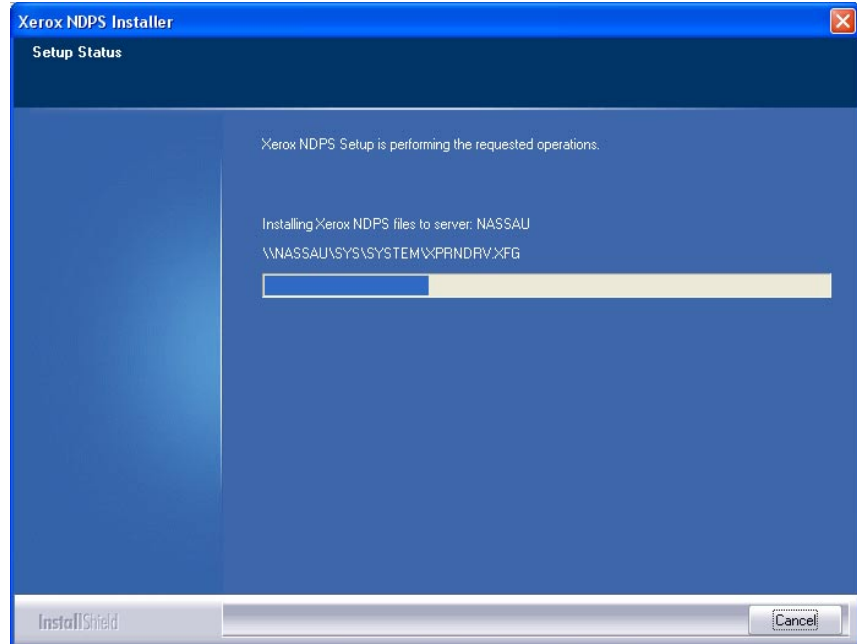 Xerox NDPS Installer
Setup Status
Xerox NDPS Setup is performing the requested operations.
Installing Xerox NDPS files to server: NASSAU
\\NASSAU\SYS\SYSTEM\XPRNDRV.XFG
InstallShield
Cancel